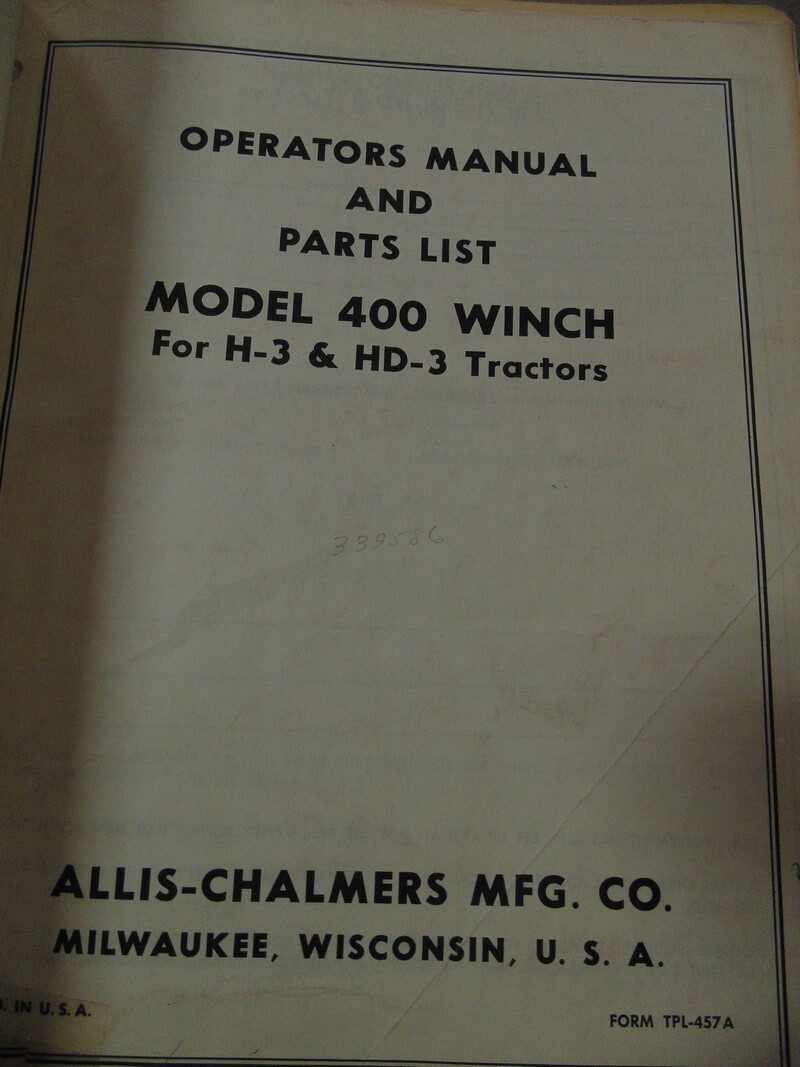 OPERATORS MANUAL
AND
PARTS LIST
MODEL 400 WINCH
For H-3 & HD-3 Tractors
339586
ALLIS-CHALMERS MFG. CO.
MILWAUKEE, WISCONSIN, U. S. A.
IN U. S. A.
FORM TPL-457A